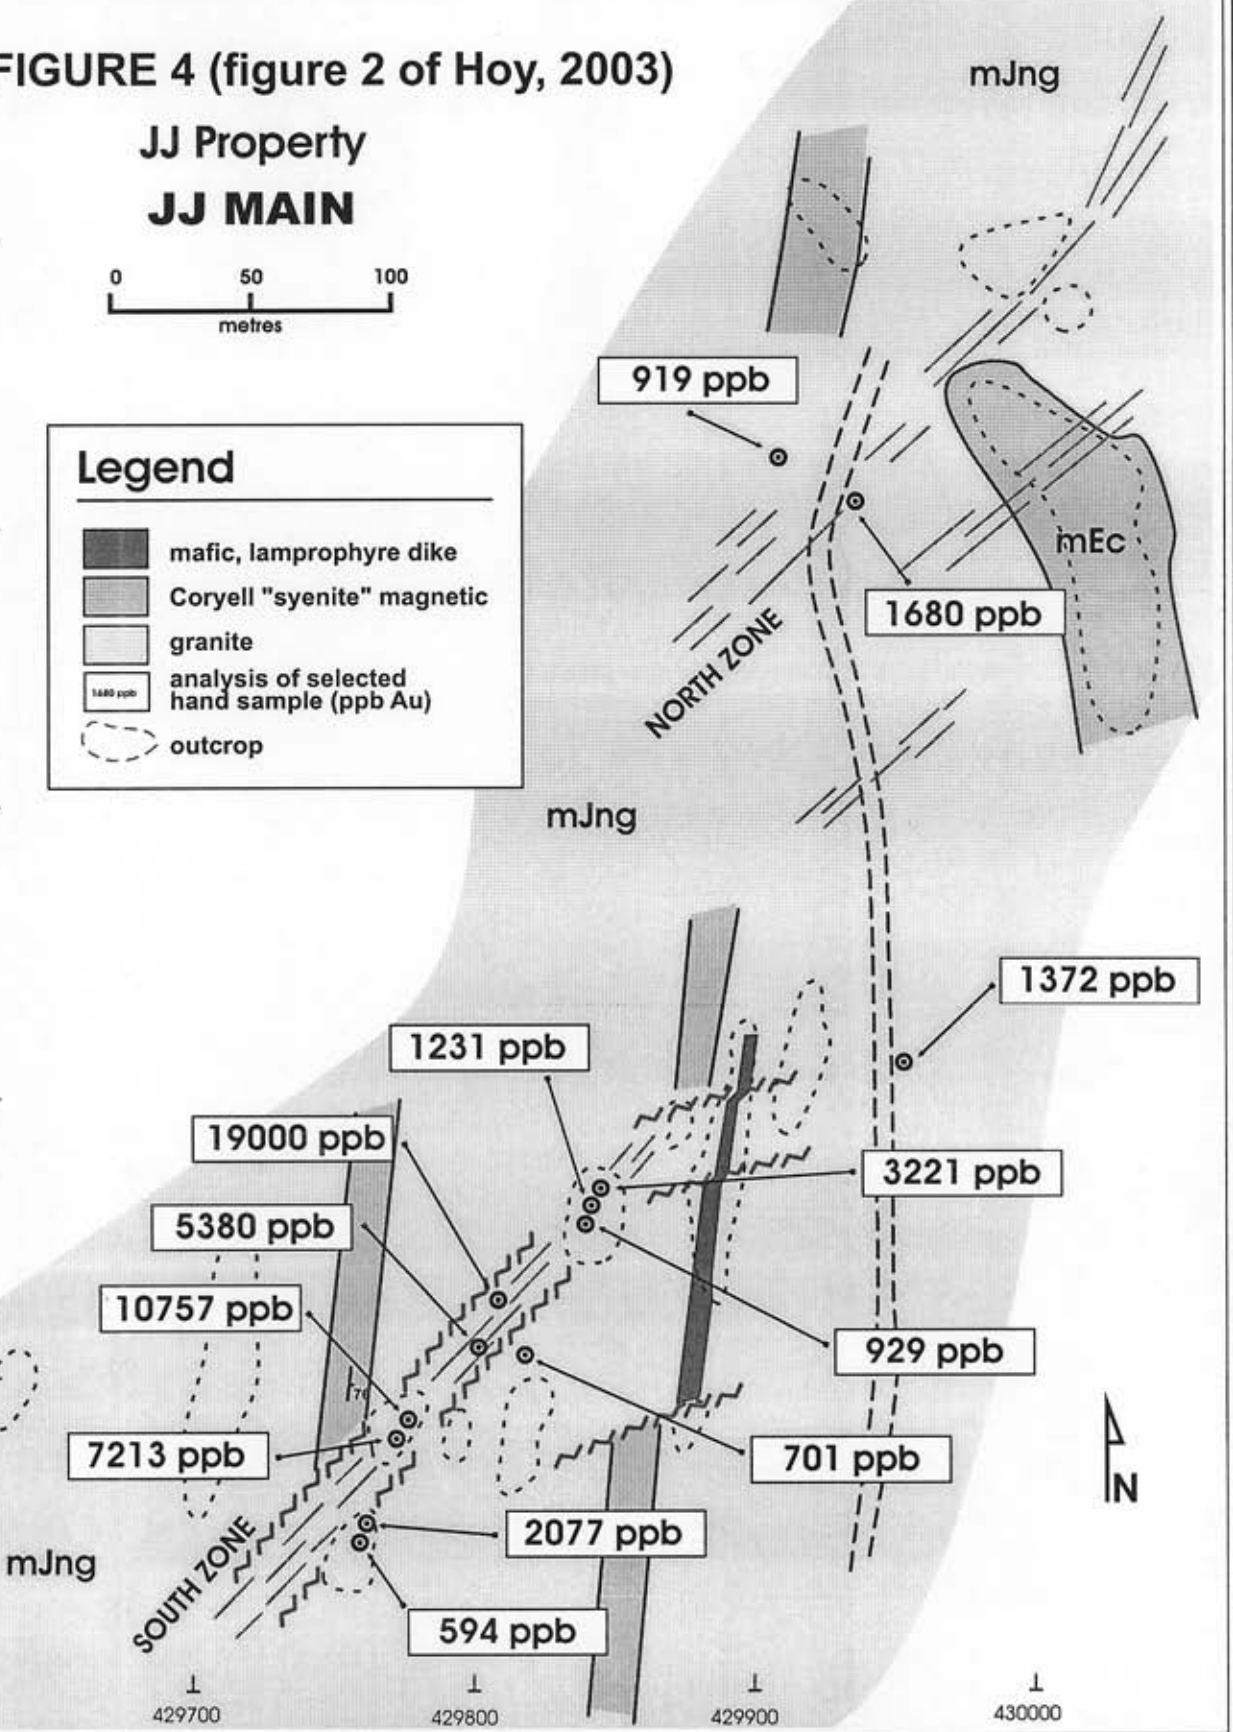 FIGURE 4 (figure 2 of Hoy, 2003)
JJ Property
JJ MAIN
0 50 100
metres
mJng
919 ppb
Legend
mafic, lamprophyre dike
Coryell "syenite" magnetic
granite
1680 ppb
analysis of selected
hand sample (ppb Au)
outcrop
mEc
1680 ppb
NORTH ZONE
mJng
1372 ppb
1231 ppb
19000 ppb
3221 ppb
5380 ppb
10757 ppb
929 ppb
7213 ppb
701 ppb
2077 ppb
N
mJng
SOUTH ZONE
594 ppb
429700 429800 429900 430000